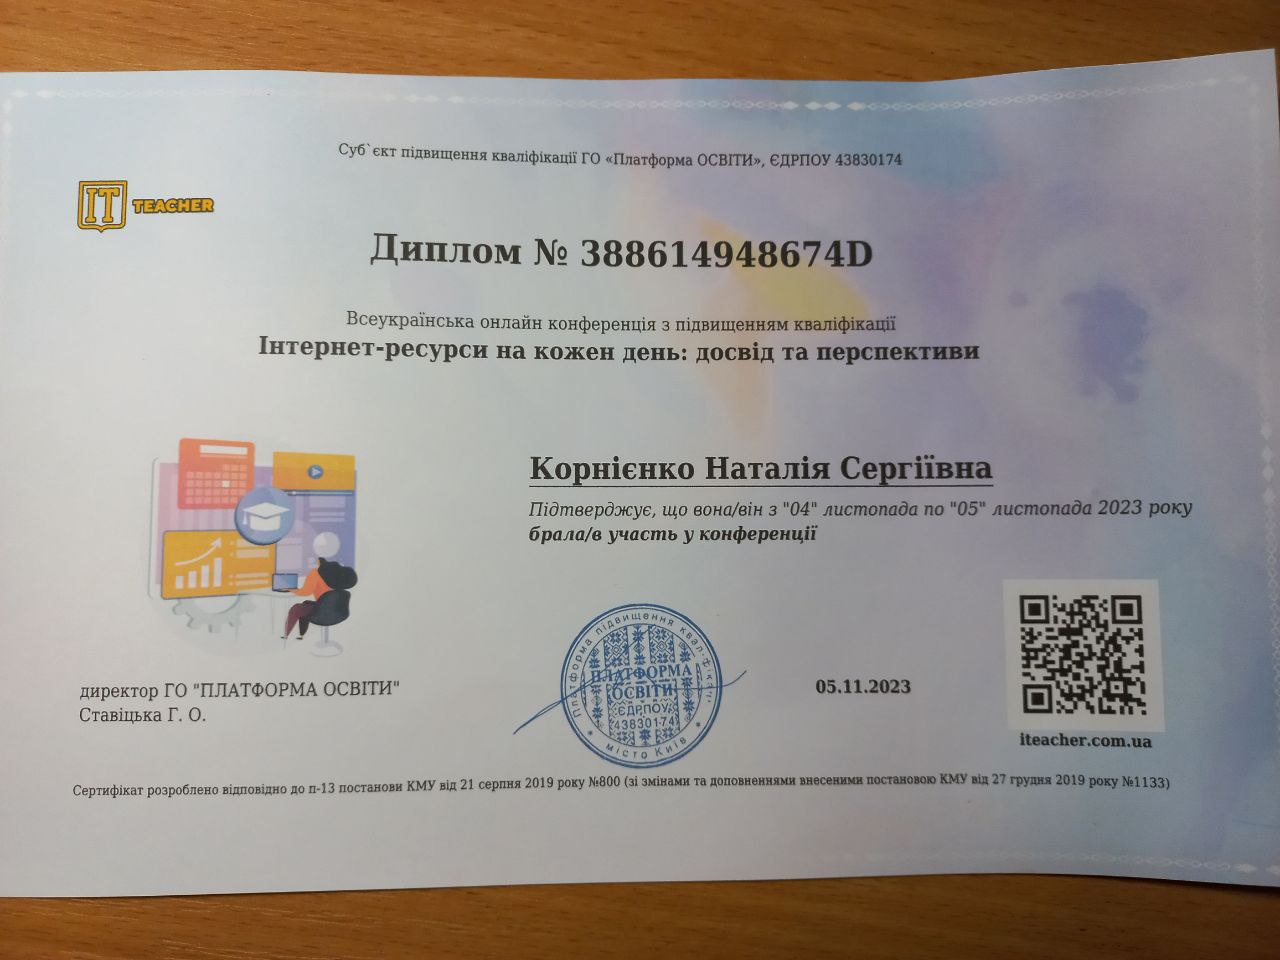 Суб`єкт підвищення кваліфікації ГО «Платформа ОСВІТИ», ЄДРПОУ 43830174
IT TEACHER
Диплом № 388614948674D
Всеукраїнська онлайн конференція з підвищенням кваліфікації
Інтернет-ресурси на кожен день: досвід та перспективи
Корнієнко Наталія Сергіївна
Підтверджує, що вона/він з "04" листопада по "05" листопада 2023 року
брала/в участь у конференції
директор ГО "ПЛАТФОРМА ОСВІТИ"
Ставіцька Г. О.
Платформа підвищення кваліфікації
ПЛАТФОРМА
ОСВІТИ
ЄДРПОУ
43830174
* місто Київ *
05.11.2023
iteacher.com.ua
Сертифікат розроблено відповідно до п-13 постанови КМУ від 21 серпня 2019 року №800 (зі змінами та доповненнями внесеними постановою КМУ від 27 грудня 2019 року №1133)